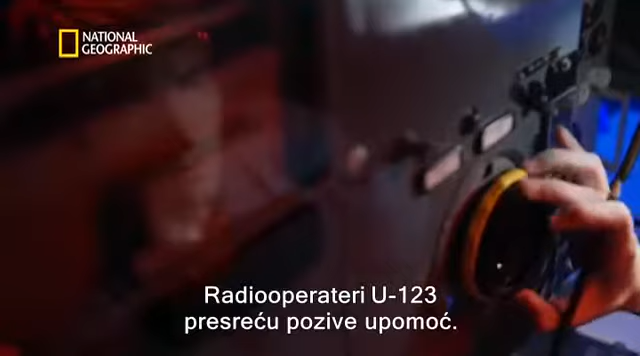 NATIONAL
GEOGRAPHIC
Radiooperateri U-123
presreću pozive upomoć.